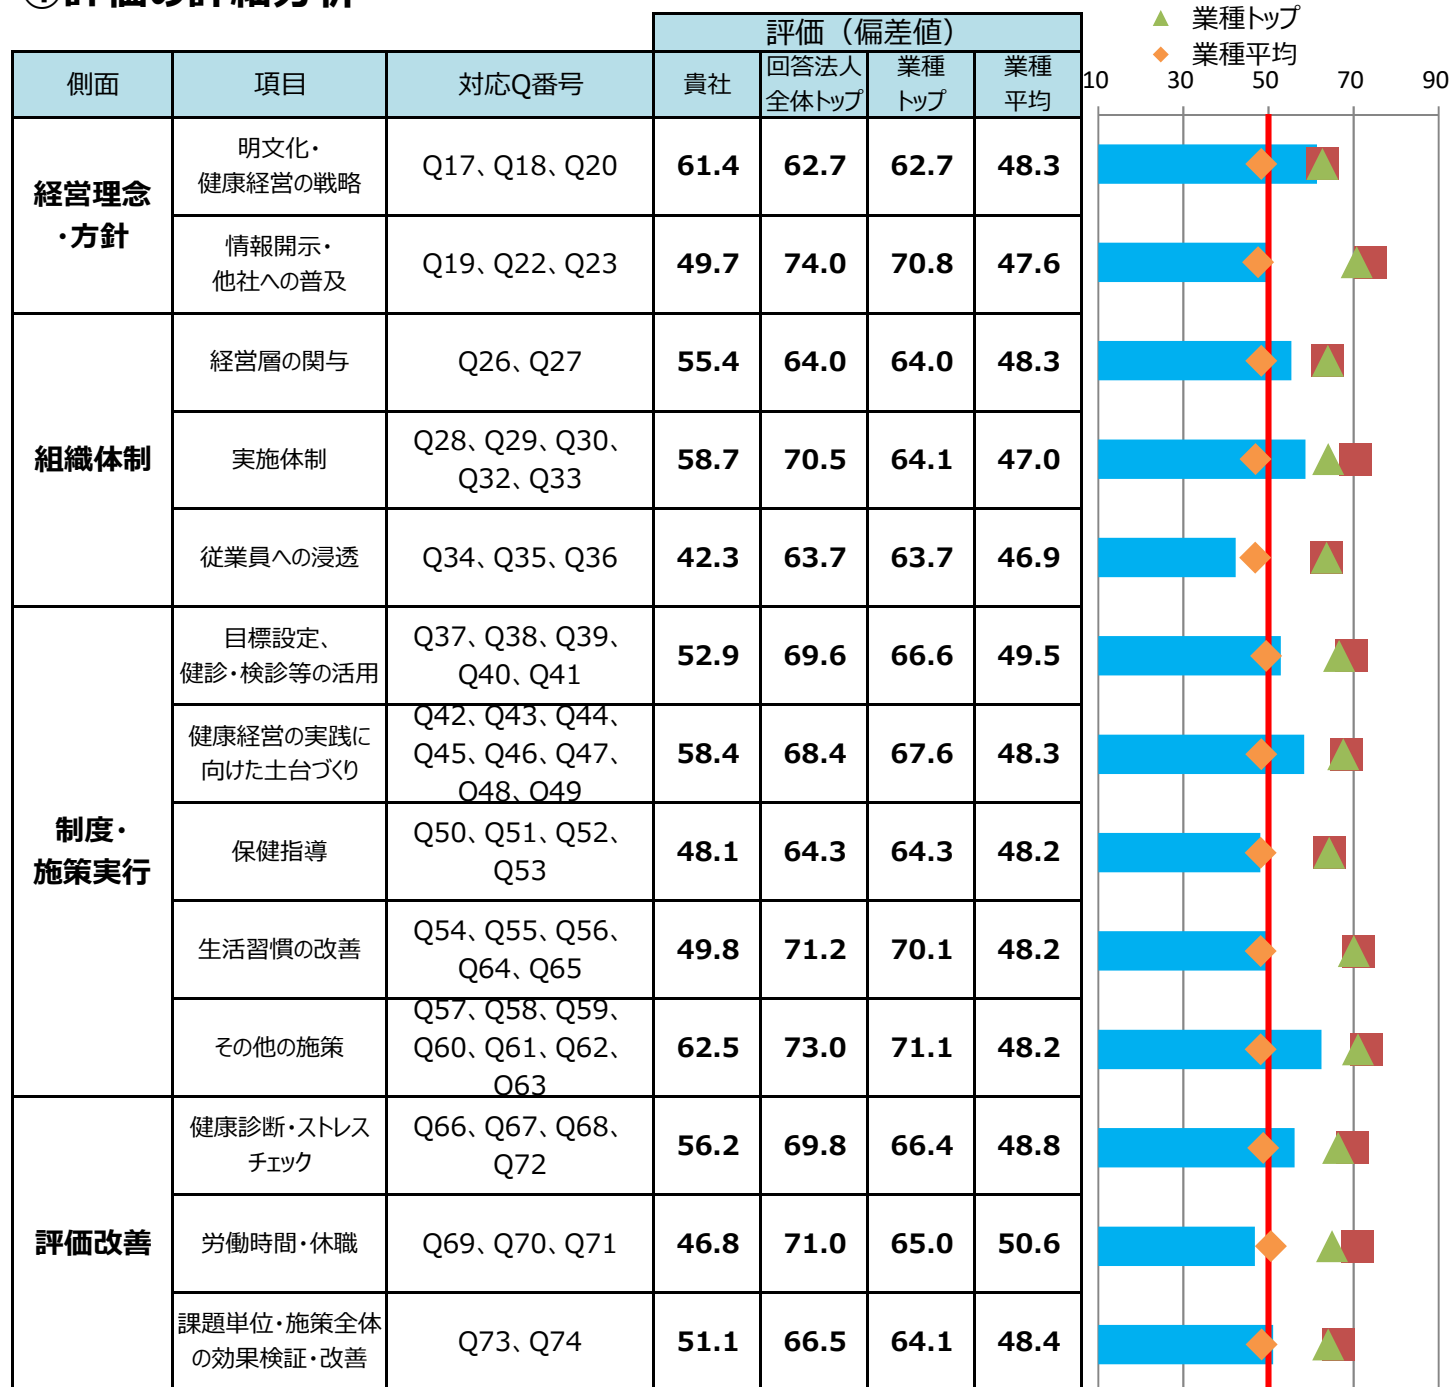 ①評価の詳細分析
▲ 業種トップ
◆ 業種平均
評価（偏差値）
側面 項目 対応Q番号 貴社 回答法人 業種 業種
全体トップ トップ 平均
10 30 50 70 90
経営理念
・方針
明文化・
健康経営の戦略
Q17、Q18、Q20 61.4 62.7 62.7 48.3
情報開示・
他社への普及
Q19、Q22、Q23 49.7 74.0 70.8 47.6
組織体制
経営層の関与 Q26、Q27 55.4 64.0 64.0 48.3
実施体制
Q28、Q29、Q30、
Q32、Q33
58.7 70.5 64.1 47.0
従業員への浸透 Q34、Q35、Q36 42.3 63.7 63.7 46.9
制度・
施策実行
目標設定、
健診・検診等の活用
Q37、Q38、Q39、
Q40、Q41
52.9 69.6 66.6 49.5
健康経営の実践に
向けた土台づくり
Q42、Q43、Q44、
Q45、Q46、Q47、
Q48、Q49
58.4 68.4 67.6 48.3
保健指導
Q50、Q51、Q52、
Q53
48.1 64.3 64.3 48.2
生活習慣の改善
Q54、Q55、Q56、
Q64、Q65
49.8 71.2 70.1 48.2
その他の施策
Q57、Q58、Q59、
Q60、Q61、Q62、
Q63
62.5 73.0 71.1 48.2
評価改善
健康診断・ストレス
チェック
Q66、Q67、Q68、
Q72
56.2 69.8 66.4 48.8
労働時間・休職 Q69、Q70、Q71 46.8 71.0 65.0 50.6
課題単位・施策全体
の効果検証・改善
Q73、Q74 51.1 66.5 64.1 48.4